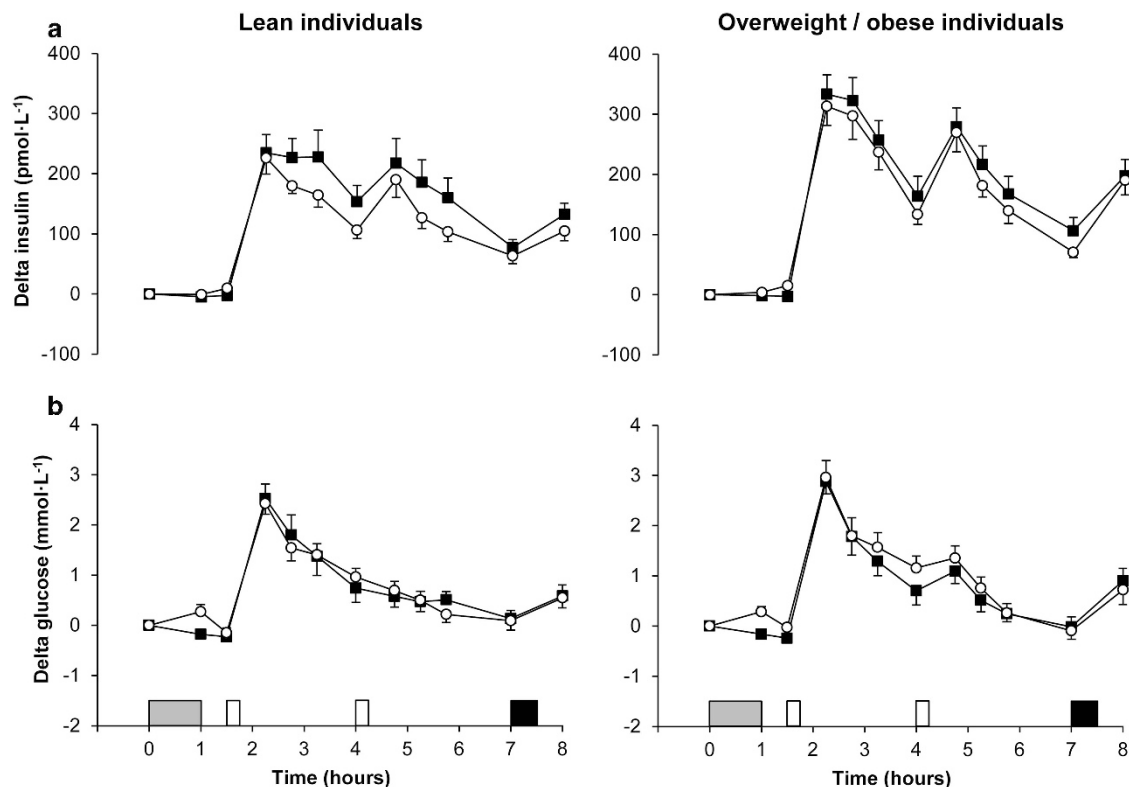 Lean individuals
Overweight / obese individuals
a
400
300
200
100
0
-100
Delta insulin (pmol·L⁻¹)
400
300
200
100
0
-100
b
4
3
2
1
0
-1
-2
Delta glucose (mmol·L⁻¹)
0 1 2 3 4 5 6 7 8
Time (hours)
4
3
2
1
0
-1
-2
0 1 2 3 4 5 6 7 8
Time (hours)